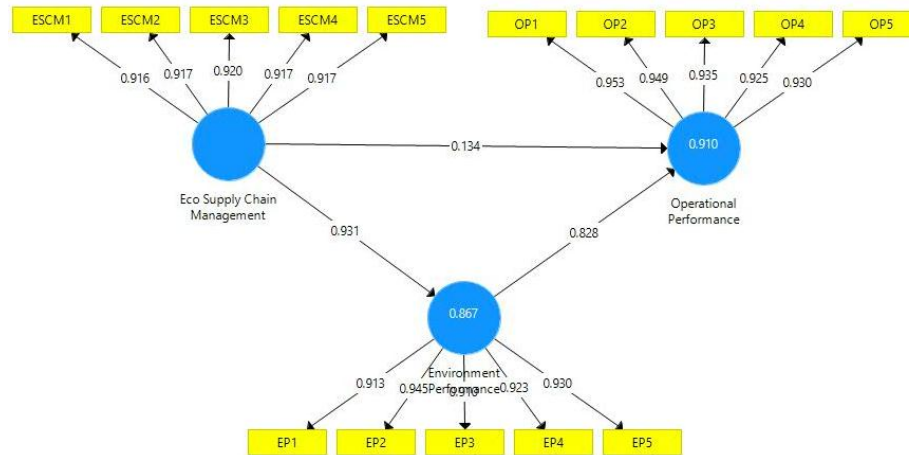 ESCM1 ESCM2 ESCM3 ESCM4 ESCM5
OP1 OP2 OP3 OP4 OP5
0.916 0.917 0.920 0.917 0.917
0.953 0.949 0.935 0.925 0.930
0.134
0.910
Eco Supply Chain
Management
Operational
Performance
0.931
0.828
0.867
Environment
Performance
0.913 0.945 0.923 0.930
EP1 EP2 EP3 EP4 EP5